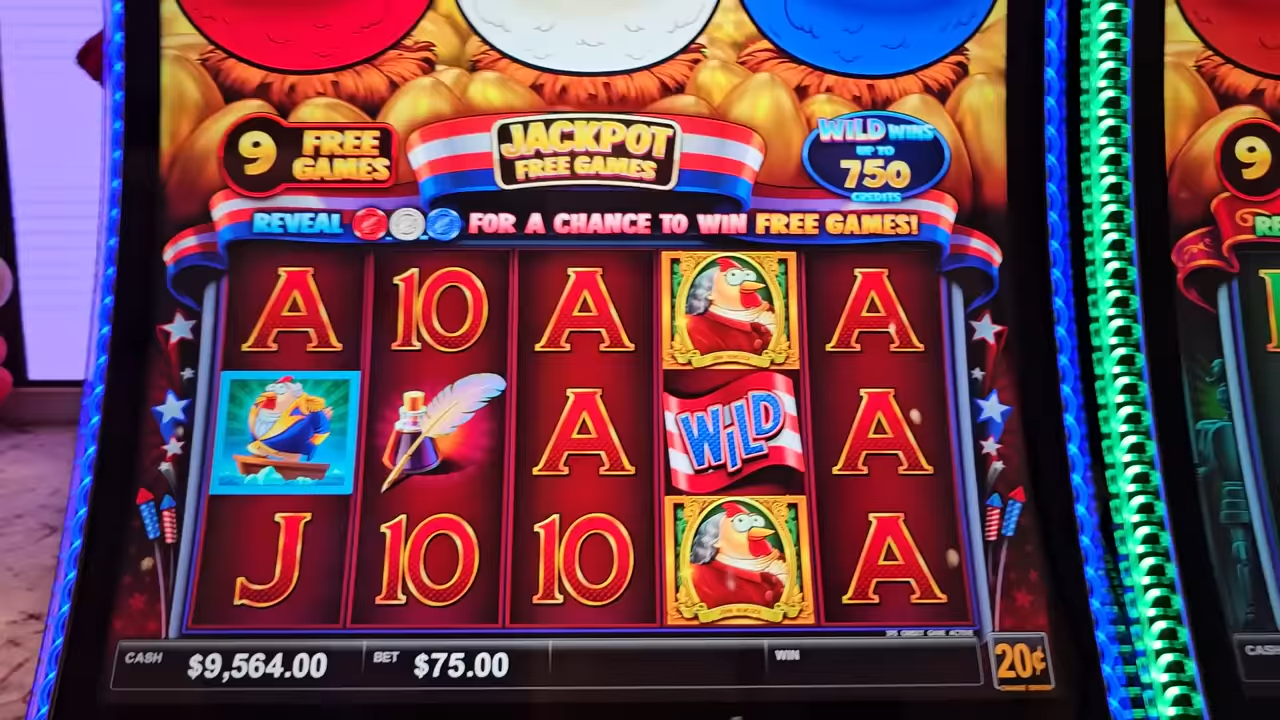 9 FREE GAMES
JACKPOT FREE GAMES
WILD WINS UP TO 750 CREDITS
9
REVEAL FOR A CHANCE TO WIN FREE GAMES!
A 10 A A
WILD
A A
J 10 10 A
CASH $9,564.00 BET $75.00 WIN 20¢
CASH